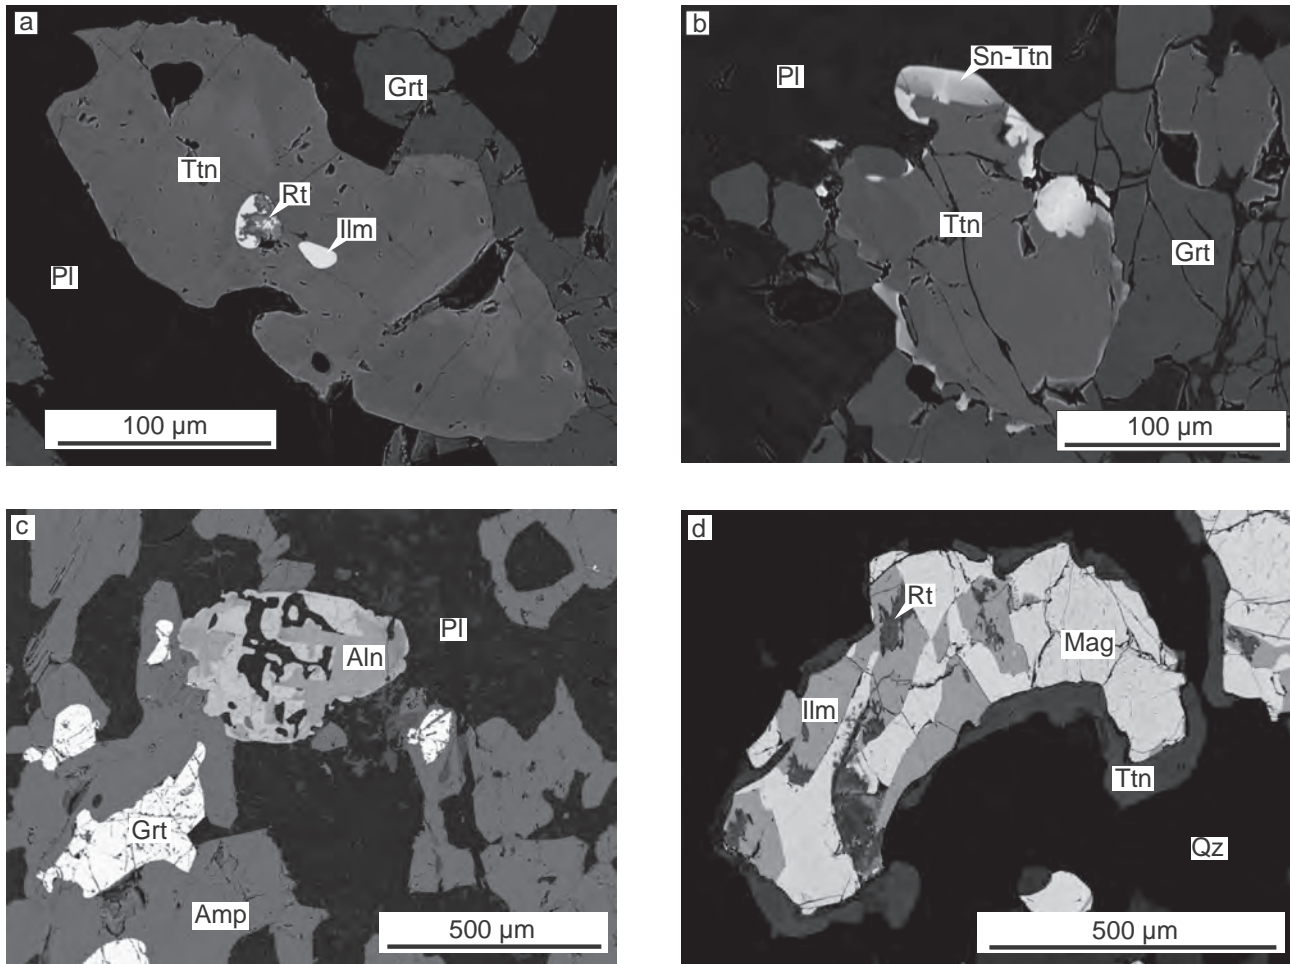 a
Grt
Ttn
Rt
Ilm
Pl
100 µm
b
Sn-Ttn
Pl
Ttn
Grt
100 µm
c
Pl
Aln
Grt
Amp
500 µm
d
Rt
Mag
Ilm
Ttn
Qz
500 µm